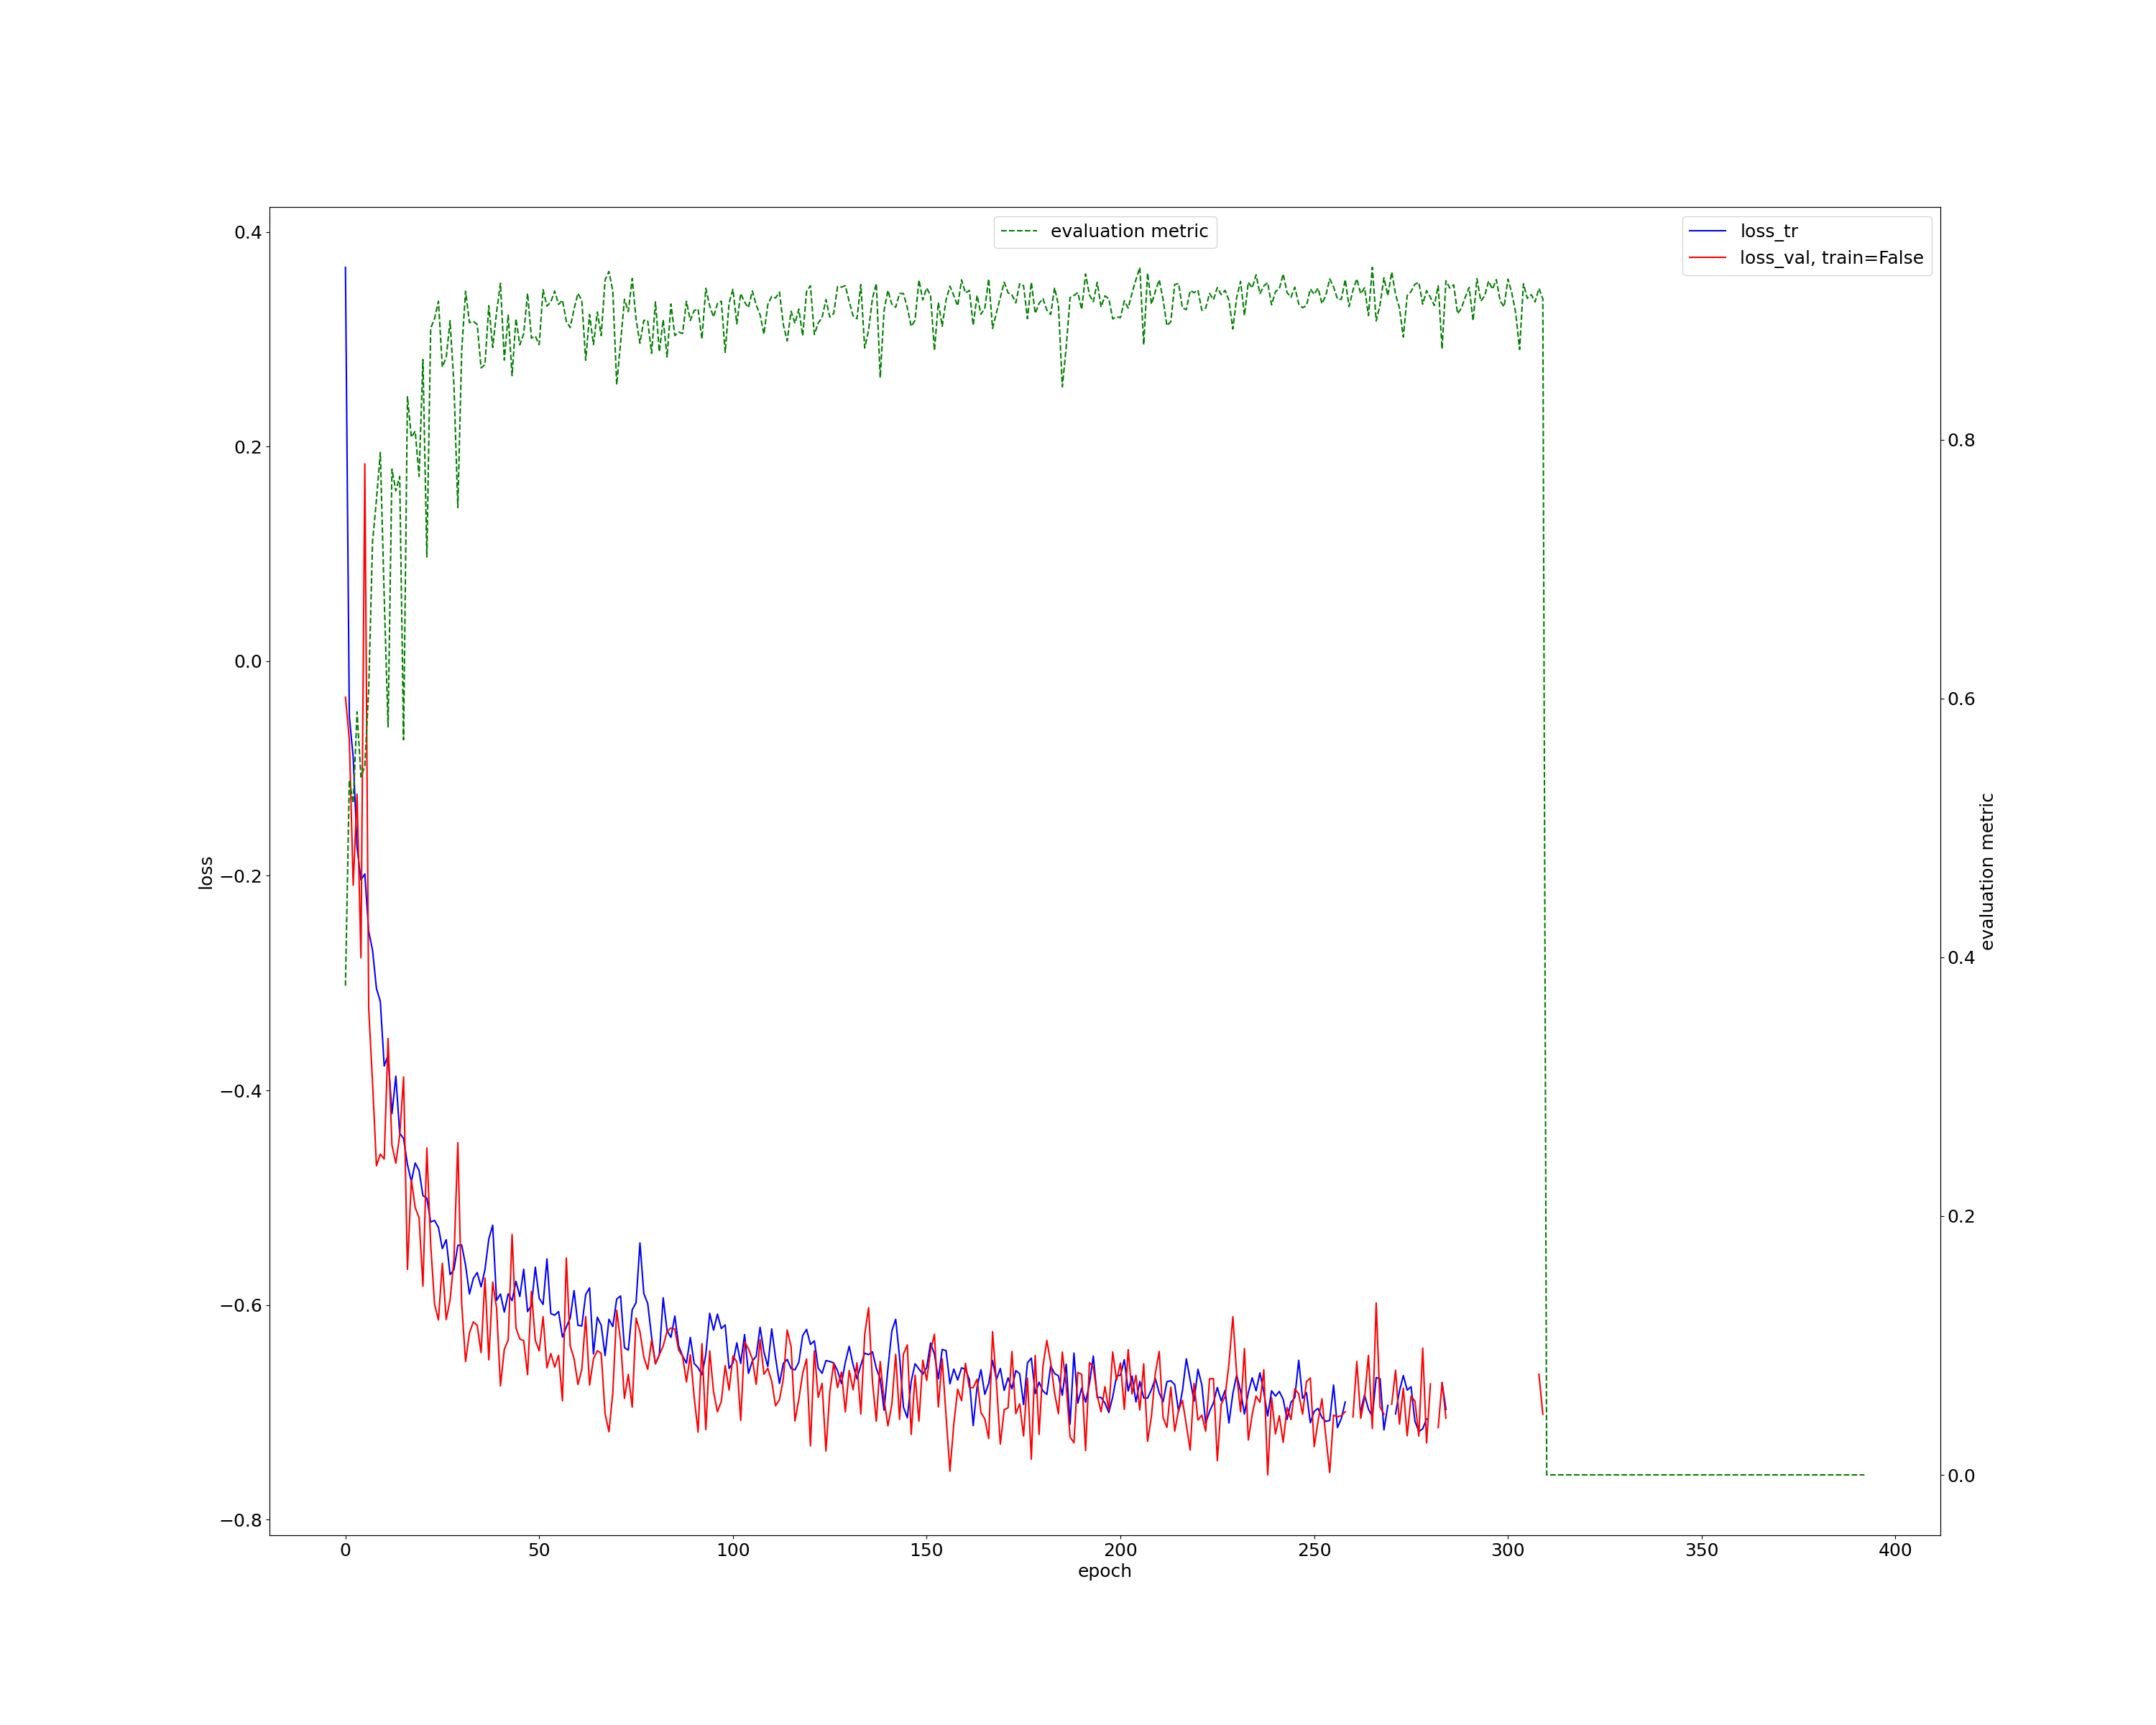 evaluation metric
loss_tr
loss_val, train=False
0.4
0.2
0.0
−0.2
−0.4
−0.6
−0.8
loss
0.8
0.6
0.4
0.2
0.0
evaluation metric
0 50 100 150 200 250 300 350 400
epoch